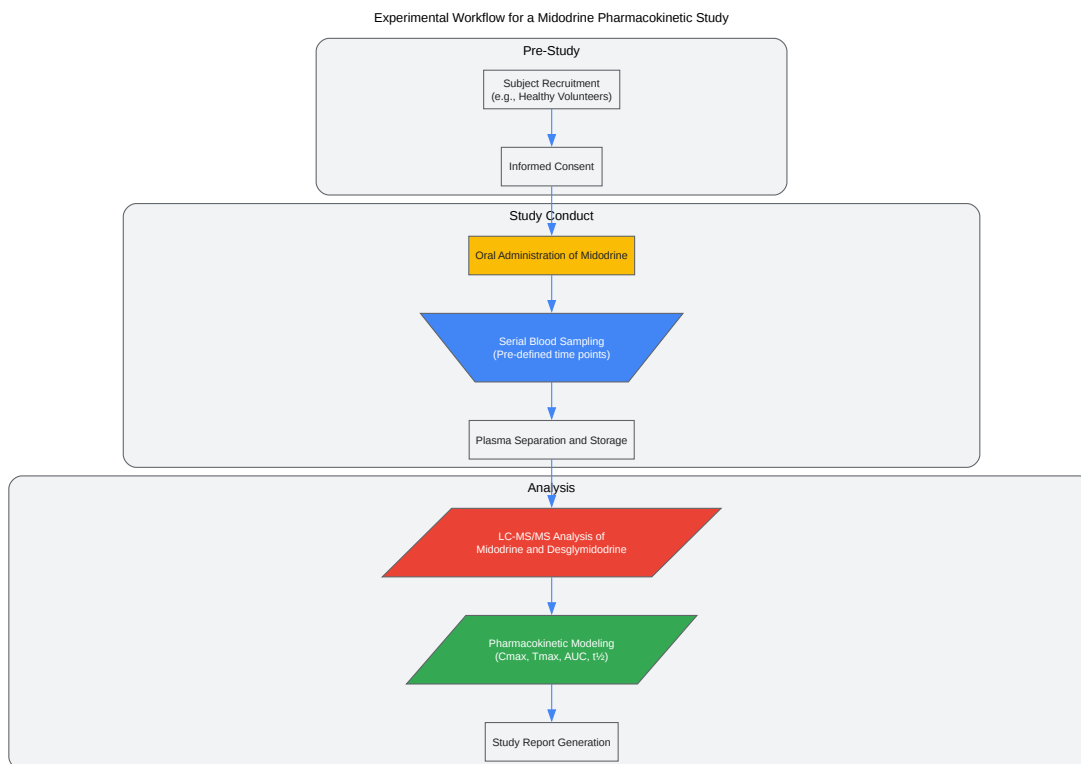 Experimental Workflow for a Midodrine Pharmacokinetic Study
Pre-Study
Subject Recruitment
(e.g., Healthy Volunteers)
Informed Consent
Study Conduct
Oral Administration of Midodrine
Serial Blood Sampling
(Pre-defined time points)
Plasma Separation and Storage
Analysis
LC-MS/MS Analysis of
Midodrine and Desglymidodrine
Pharmacokinetic Modeling
(Cmax, Tmax, AUC, t½)
Study Report Generation